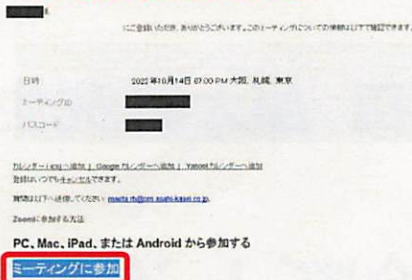 様
にご登録いただき、ありがとうございます。このミーティングについての情報は以下で確認できます。
日時 2022年10月14日 07:00 PM 大阪、札幌、東京
ミーティングID
パスコード
カレンダー(.ics)へ追加 | Googleカレンダーへ追加 | Yahoo!カレンダーへ追加
登録はいつでもキャンセルできます。
質問は以下へ送信してください:
Zoomに参加する方法
PC、Mac、iPad、または Android から参加する
ミーティングに参加